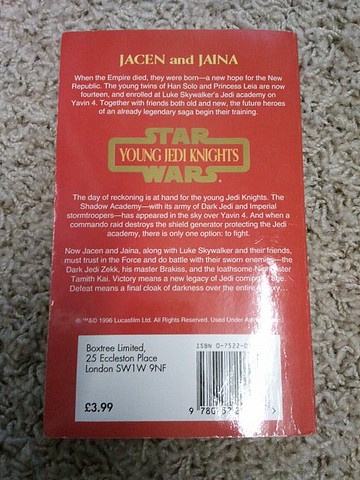 JACEN and JAINA
When the Empire died, they were born—a new hope for the New
Republic. The young twins of Han Solo and Princess Leia are now
fourteen, and enrolled at Luke Skywalker's Jedi academy on
Yavin 4. Together with friends both old and new, the future heroes
of an already legendary saga begin their training.
STAR
YOUNG JEDI KNIGHTS
WARS
The day of reckoning is at hand for the young Jedi Knights. The
Shadow Academy—with its army of Dark Jedi and Imperial
stormtroopers—has appeared in the sky over Yavin 4. And when a
commando raid destroys the shield generator protecting the Jedi
academy, there is only one option: to fight.
Now Jacen and Jaina, along with Luke Skywalker and their friends,
must trust in the Force and do battle with their sworn enemies—the
Dark Jedi Zekk, his master Brakiss, and the loathsome
Tamith Kai. Victory means a new legacy of Jedi
Defeat means a final cloak of darkness over the entire
®, ™&© 1996 Lucasfilm Ltd. All Rights Reserved. Used Under
Boxtree Limited,
25 Eccleston Place
London SW1W 9NF
£3.99
ISBN 0-7522-0
9 780752